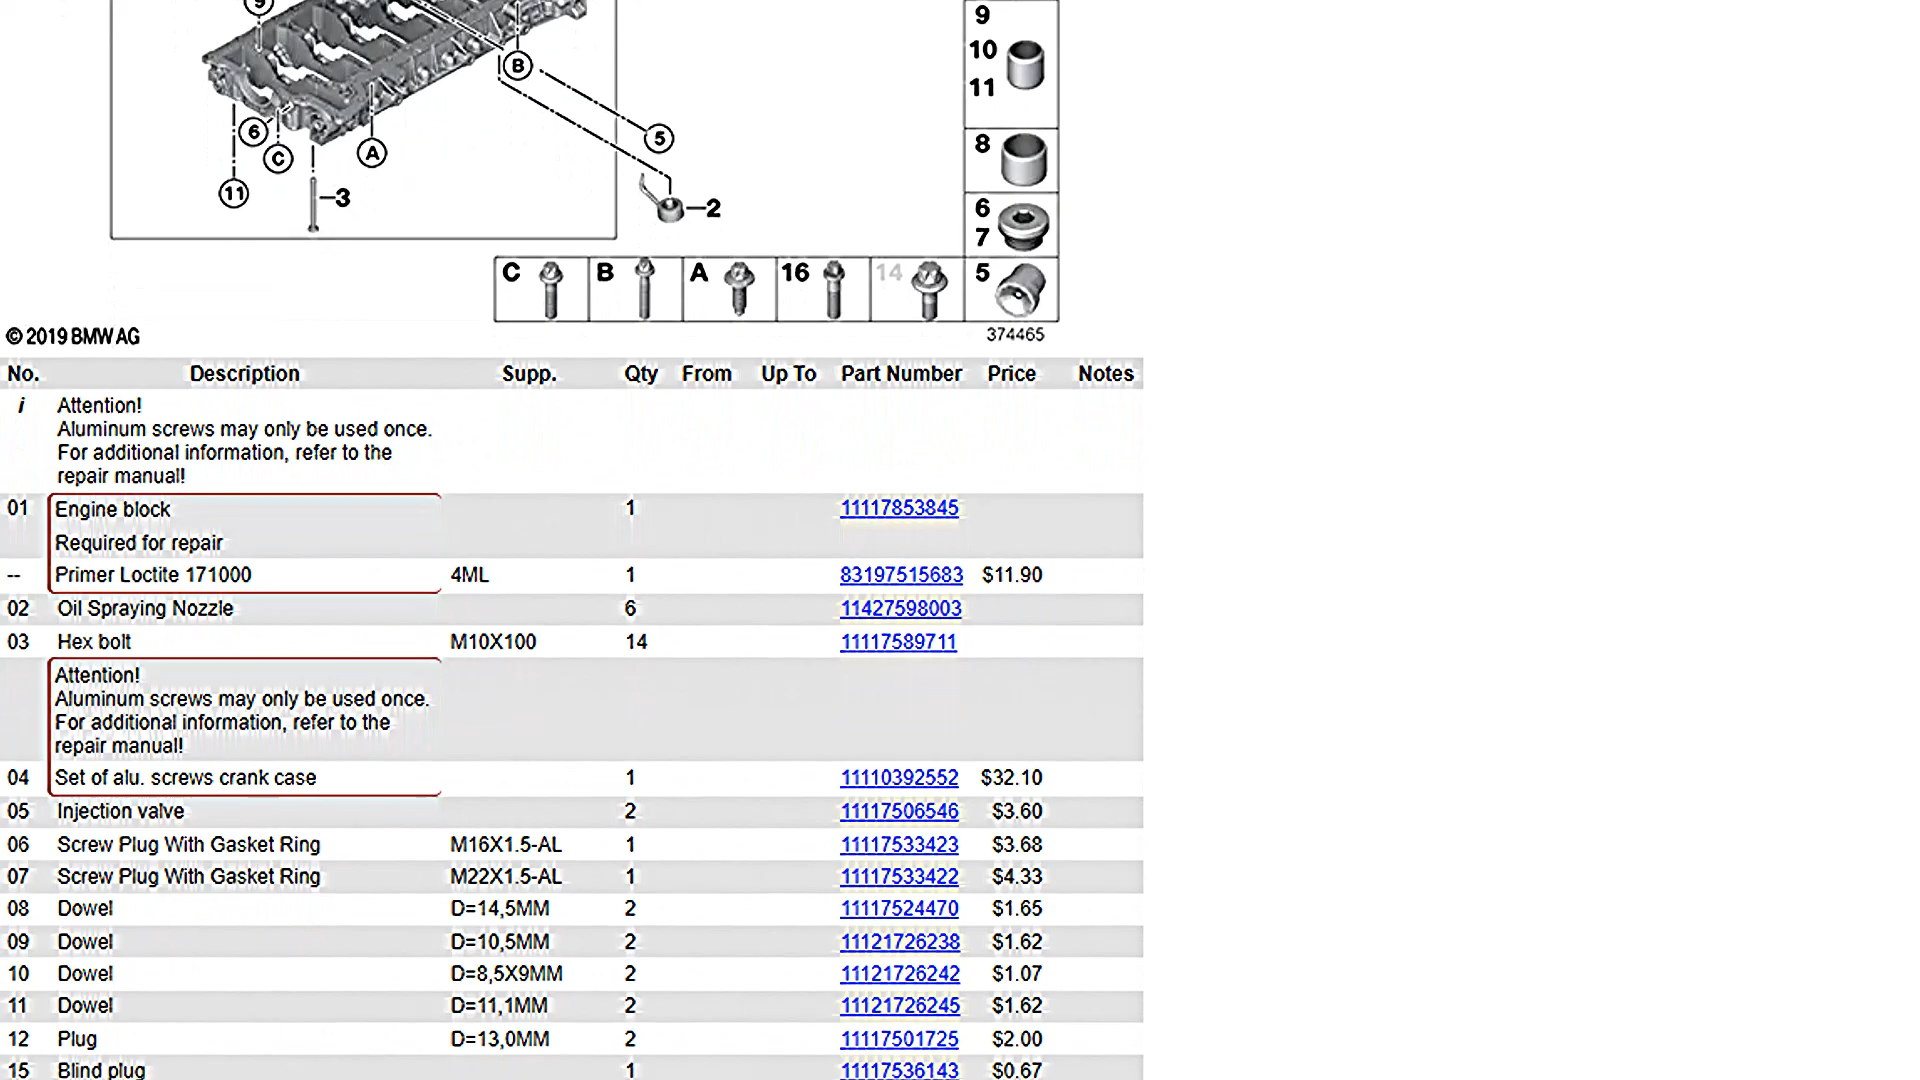 9
9
10
11
B
5
6
C
A
8
11
3
2
6
7
C
B
A
16
14
5
© 2019 BMW AG
374465
No. Description Supp. Qty From Up To Part Number Price Notes
i Attention!
Aluminum screws may only be used once.
For additional information, refer to the
repair manual!
01 Engine block 1 11117853845
Required for repair
-- Primer Loctite 171000 4ML 1 83197515683 $11.90
02 Oil Spraying Nozzle 6 11427598003
03 Hex bolt M10X100 14 11117589711
Attention!
Aluminum screws may only be used once.
For additional information, refer to the
repair manual!
04 Set of alu. screws crank case 1 11110392552 $32.10
05 Injection valve 2 11117506546 $3.60
06 Screw Plug With Gasket Ring M16X1.5-AL 1 11117533423 $3.68
07 Screw Plug With Gasket Ring M22X1.5-AL 1 11117533422 $4.33
08 Dowel D=14,5MM 2 11117524470 $1.65
09 Dowel D=10,5MM 2 11121726238 $1.62
10 Dowel D=8,5X9MM 2 11121726242 $1.07
11 Dowel D=11,1MM 2 11121726245 $1.62
12 Plug D=13,0MM 2 11117501725 $2.00
15 Blind plug 1 11117536143 $0.67